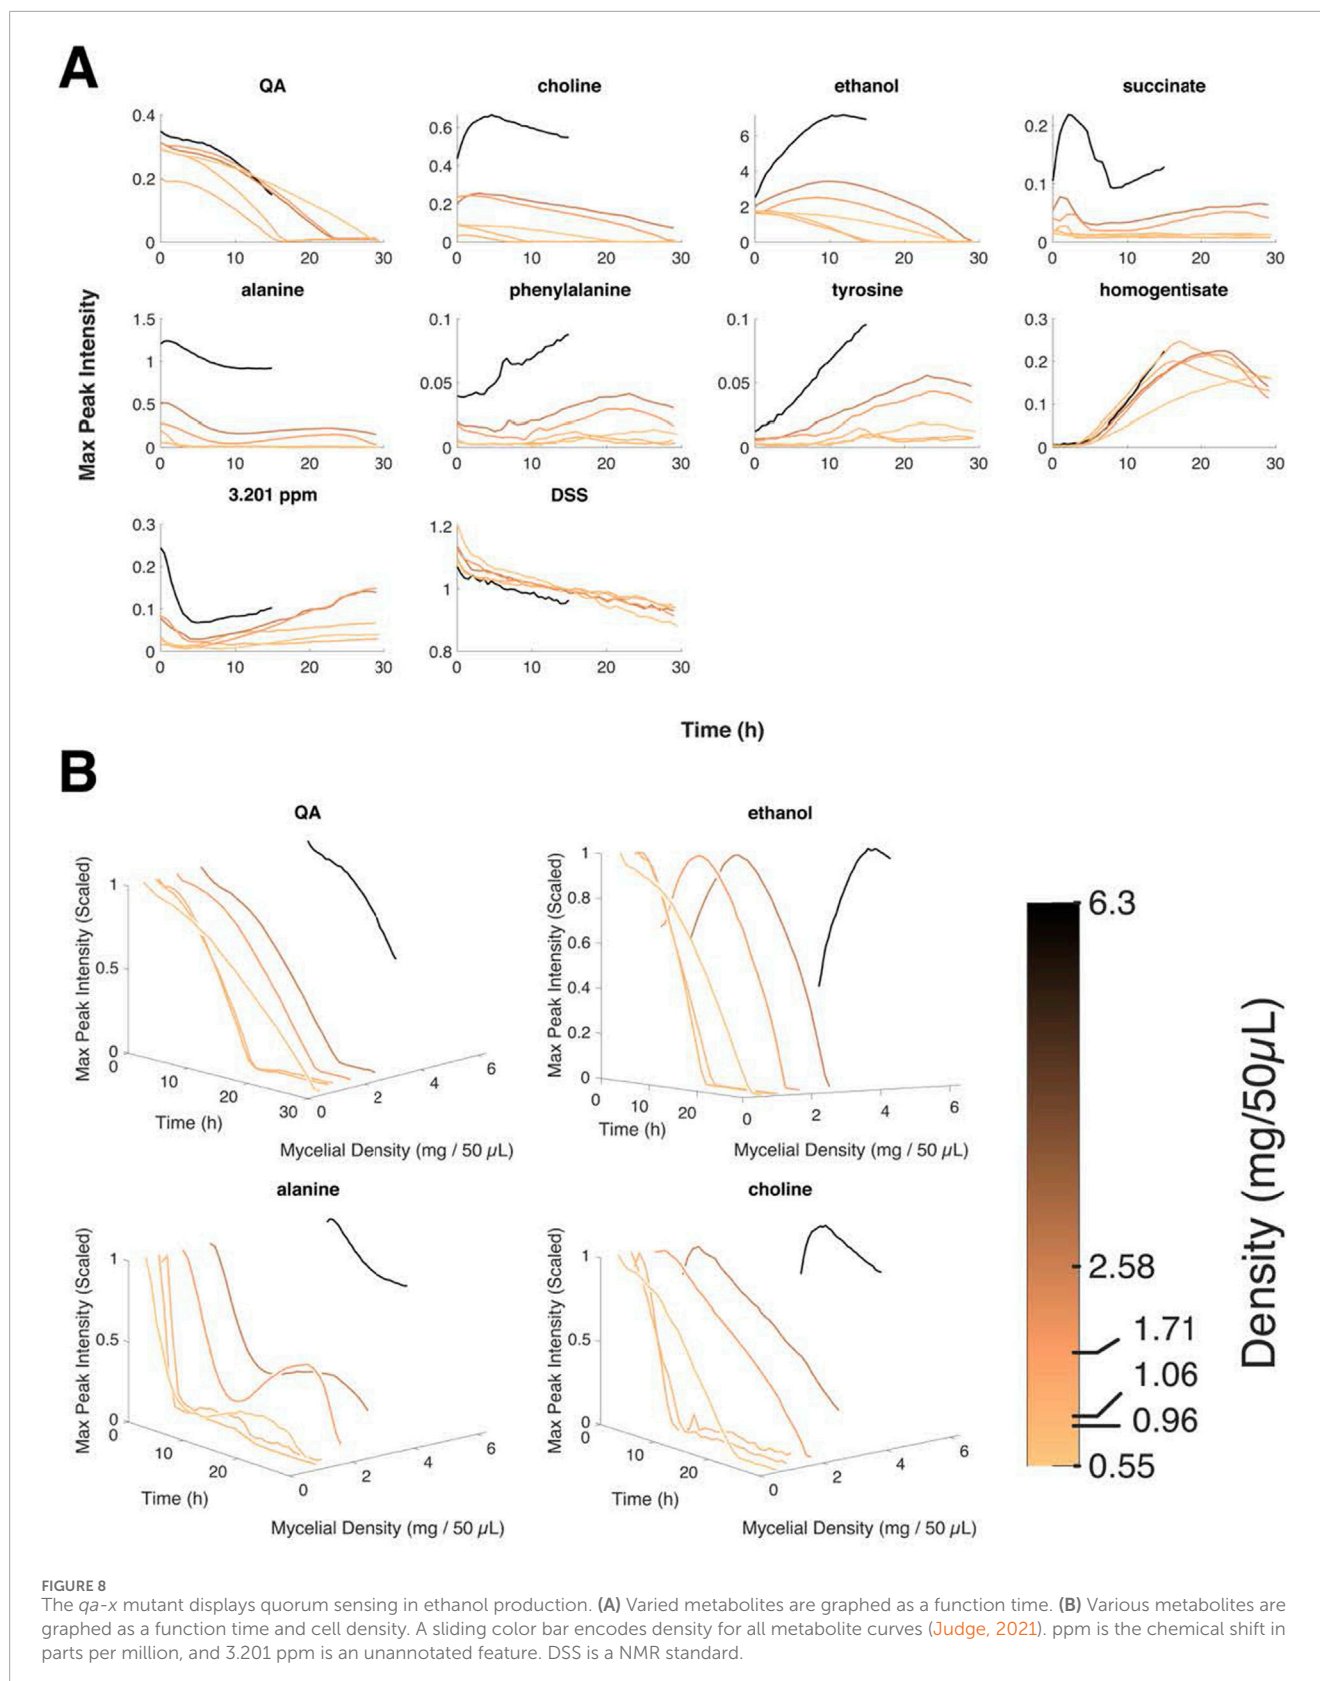 A
QA
choline
ethanol
succinate
0.4
0.2
0
0 10 20 30
0.6
0.4
0.2
0
0 10 20 30
6
4
2
0
0 10 20 30
0.2
0.1
0
0 10 20 30
Max Peak Intensity
alanine
phenylalanine
tyrosine
homogentisate
1.5
1
0.5
0
0 10 20 30
0.1
0.05
0
0 10 20 30
0.1
0.05
0
0 10 20 30
0.3
0.2
0.1
0
0 10 20 30
3.201 ppm
DSS
0.3
0.2
0.1
0
0 10 20 30
1.2
1
0.8
0 10 20 30
Time (h)
B
QA
Max Peak Intensity (Scaled)
1
0.5
0
0 10 20 30
Time (h)
0 2 4 6
Mycelial Density (mg / 50 µL)
ethanol
Max Peak Intensity (Scaled)
1
0.8
0.6
0.4
0.2
0
0 10 20
Time (h)
0 2 4 6
Mycelial Density (mg / 50 µL)
alanine
Max Peak Intensity (Scaled)
1
0.5
0
0 10 20
Time (h)
0 2 4 6
Mycelial Density (mg / 50 µL)
choline
Max Peak Intensity (Scaled)
1
0.5
0
0 10 20
Time (h)
0 2 4 6
Mycelial Density (mg / 50 µL)
6.3
2.58
1.71
1.06
0.96
0.55
Density (mg/50µL)
FIGURE 8
The qa-x mutant displays quorum sensing in ethanol production. (A) Varied metabolites are graphed as a function time. (B) Various metabolites are
graphed as a function time and cell density. A sliding color bar encodes density for all metabolite curves (Judge, 2021). ppm is the chemical shift in
parts per million, and 3.201 ppm is an unannotated feature. DSS is a NMR standard.